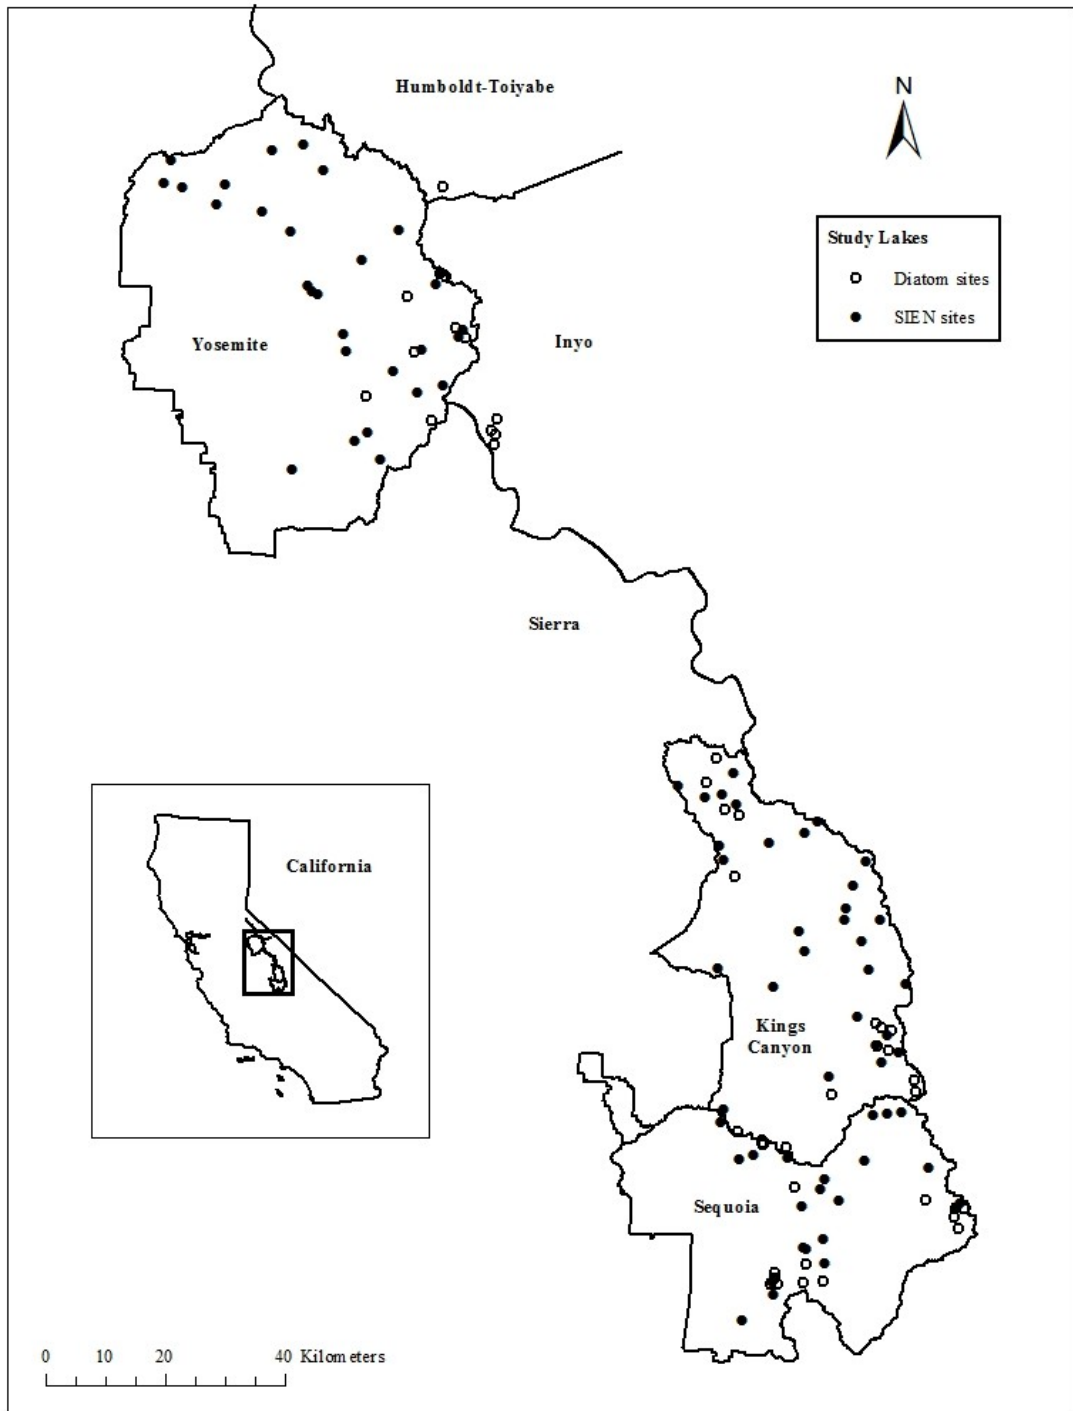 Humboldt-Toiyabe
N
Study Lakes
Diatom sites
SIEN sites
Yosemite
Inyo
Sierra
California
Kings
Canyon
Sequoia
0 10 20 40 Kilometers